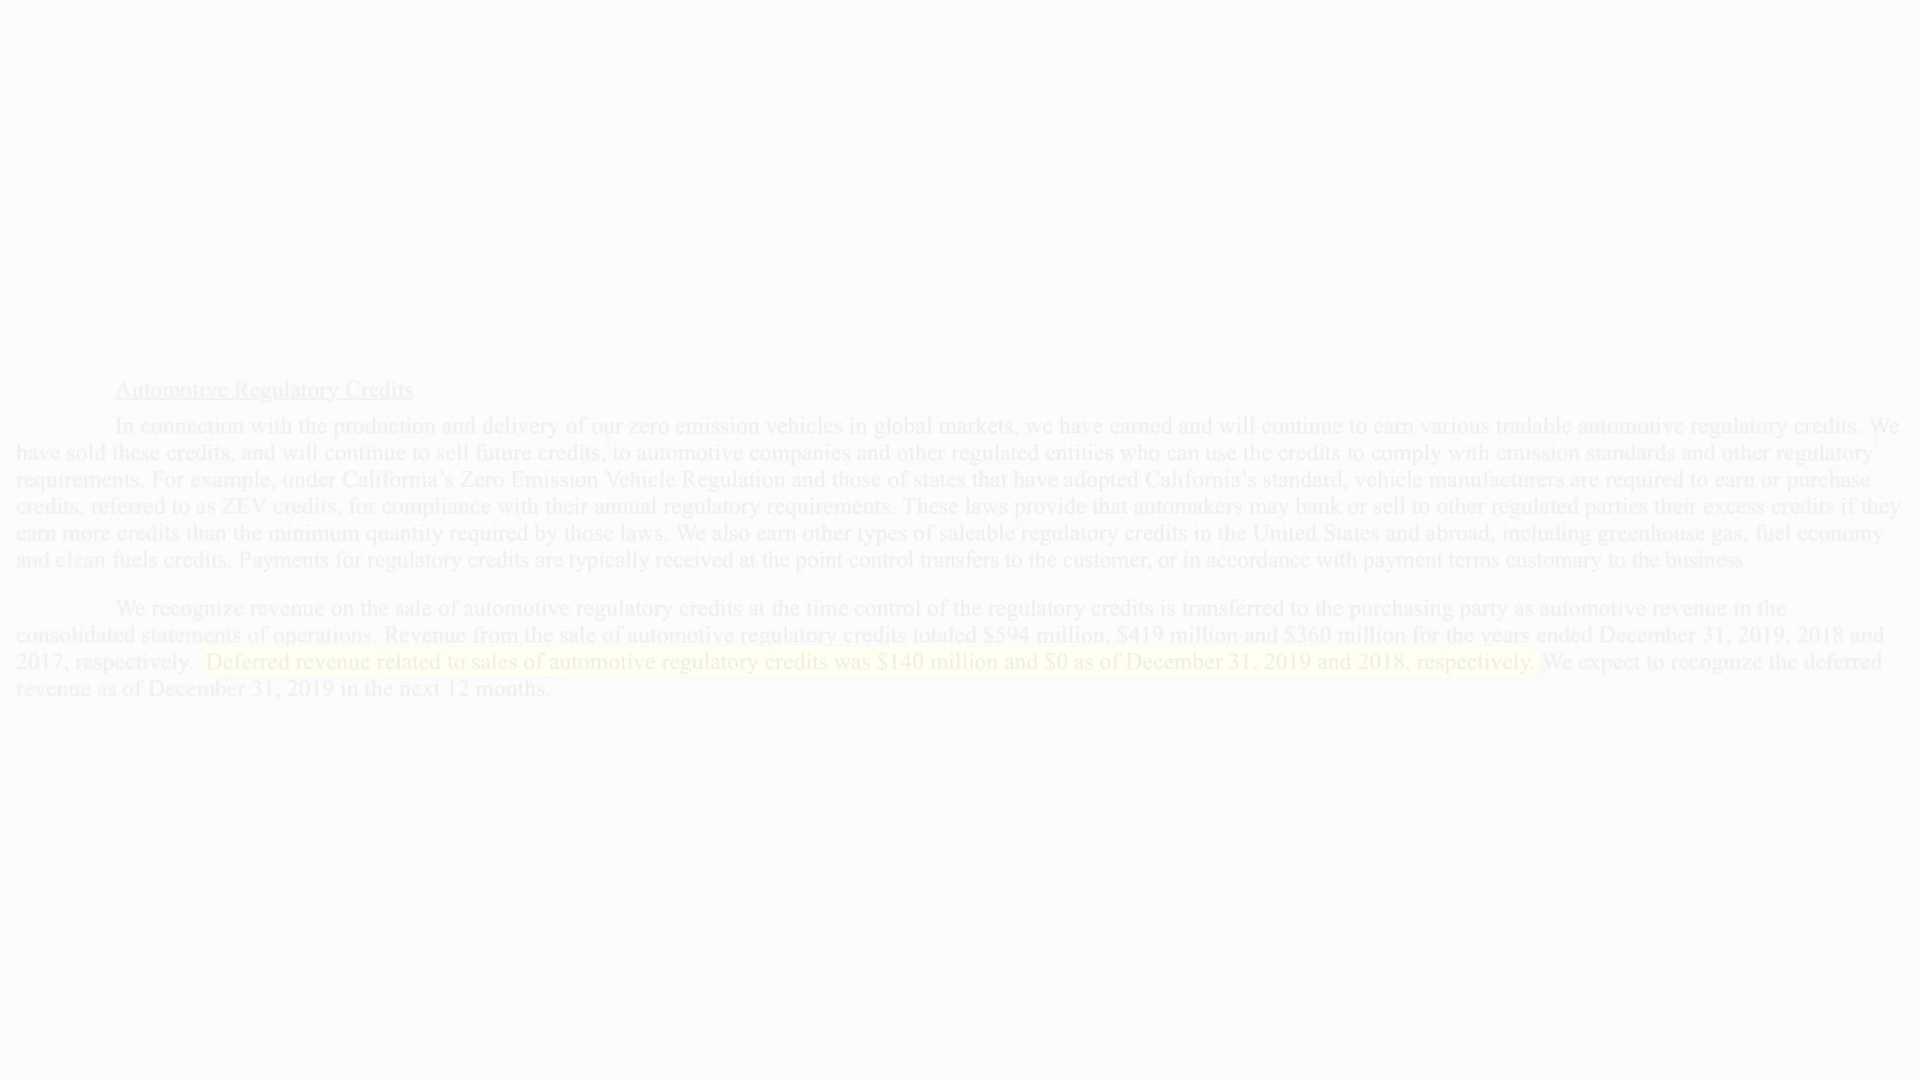 Automotive Regulatory Credits
In connection with the production and delivery of our zero emission vehicles in global markets, we have earned and will continue to earn various tradable automotive regulatory credits. We
have sold these credits, and will continue to sell future credits, to automotive companies and other regulated entities who can use the credits to comply with emission standards and other regulatory
requirements. For example, under California’s Zero Emission Vehicle Regulation and those of states that have adopted California’s standard, vehicle manufacturers are required to earn or purchase
credits, referred to as ZEV credits, for compliance with their annual regulatory requirements. These laws provide that automakers may bank or sell to other regulated parties their excess credits if they
earn more credits than the minimum quantity required by those laws. We also earn other types of saleable regulatory credits in the United States and abroad, including greenhouse gas, fuel economy
and clean fuels credits. Payments for regulatory credits are typically received at the point control transfers to the customer, or in accordance with payment terms customary to the business
We recognize revenue on the sale of automotive regulatory credits at the time control of the regulatory credits is transferred to the purchasing party as automotive revenue in the
consolidated statements of operations. Revenue from the sale of automotive regulatory credits totaled $594 million, $419 million and $360 million for the years ended December 31, 2019, 2018 and
2017, respectively. Deferred revenue related to sales of automotive regulatory credits was $140 million and $0 as of December 31, 2019 and 2018, respectively. We expect to recognize the deferred
revenue as of December 31, 2019 in the next 12 months.